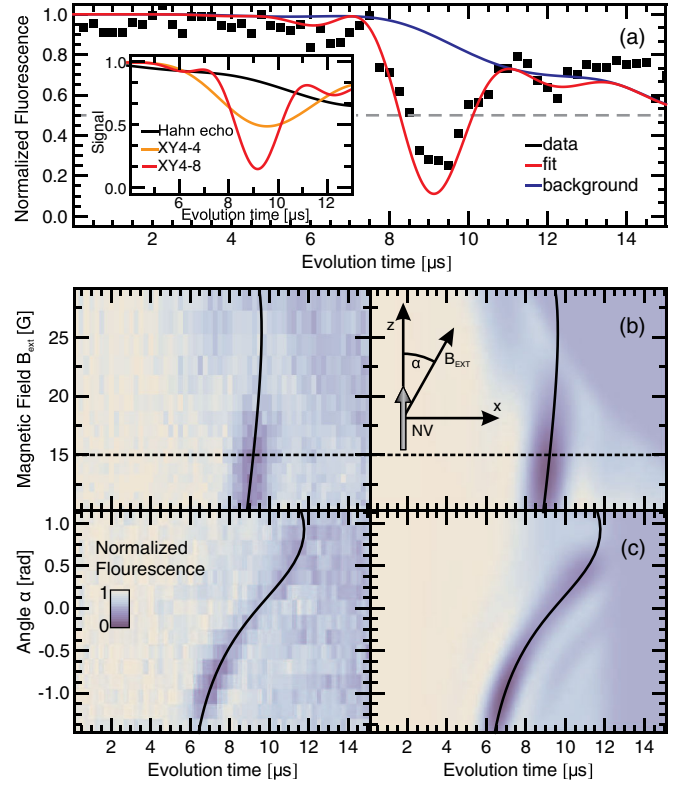 (a)
Normalized Fluorescence
1.0
0.8
0.6
0.4
0.2
0.0
Signal
1.0
0.5
0.0
Hahn echo
XY4-4
XY4-8
4 6 8 10 12
Evolution time [μs]
data
fit
background
2 4 6 8 10 12 14
Evolution time [μs]
Magnetic Field B_ext [G]
25
20
15
(b)
z
α
B_EXT
x
NV
Angle α [rad]
1.0
0.5
0.0
-0.5
-1.0
Normalized
Flourescence
1
0
(c)
2 4 6 8 10 12 14
Evolution time [μs]
2 4 6 8 10 12 14
Evolution time [μs]